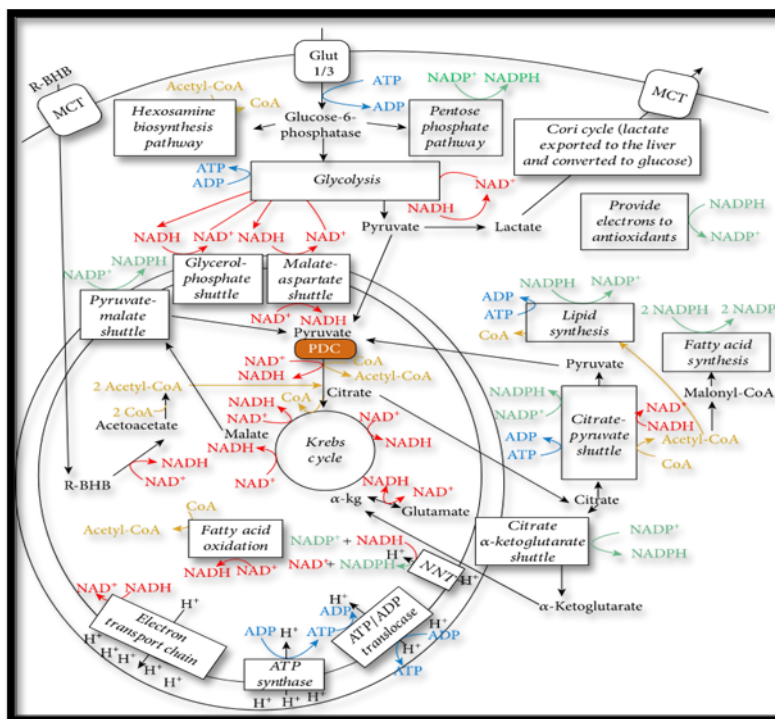 R-BHB
MCT
Glut
1/3
ATP
ADP
Acetyl-CoA
CoA
Hexosamine
biosynthesis
pathway
Glucose-6-
phosphatase
NADP⁺ NADPH
Pentose
phosphate
pathway
MCT
Cori cycle (lactate
exported to the liver
and converted to glucose)
ATP
ADP
Glycolysis
NAD⁺
NADH
Pyruvate
Lactate
Provide
electrons to
antioxidants
NADPH
NADP⁺
NADH
NAD⁺
NADH
NAD⁺
NADP⁺
NADPH
Glycerol-
phosphate
shuttle
Malate-
aspartate
shuttle
Pyruvate-
malate
shuttle
NAD⁺
NADH
Pyruvate
PDC
NAD⁺
NADH
CoA
Acetyl-CoA
2 Acetyl-CoA
2 CoA
Acetoacetate
Citrate
CoA
NADH
NAD⁺
Malate
NADH
NAD⁺
Krebs
cycle
NAD⁺
NADH
R-BHB
NADH
NAD⁺
α-kg
NADH
NAD⁺
Glutamate
CoA
Acetyl-CoA
Fatty acid
oxidation
NADH NAD⁺
NADP⁺ + NADH
NAD⁺ + NADPH
H⁺
NNT
H⁺
NAD⁺ NADH
H⁺
Electron
transport chain
H⁺
H⁺
H⁺
H⁺
H⁺
H⁺
H⁺
ADP
H⁺
ATP
ATP
synthase
H⁺
H⁺
ADP
ATP/ADP
translocase
H⁺
ADP
ATP
H⁺
NADPH
NADP⁺
ADP
ATP
CoA
Lipid
synthesis
2 NADPH
2 NADP
Fatty acid
synthesis
Malonyl-CoA
Pyruvate
NADPH
NADP⁺
ADP
ATP
Citrate-
pyruvate
shuttle
NAD⁺
NADH
Acetyl-CoA
CoA
Citrate
Citrate
α-ketoglutarate
shuttle
NADP⁺
NADPH
α-Ketoglutarate